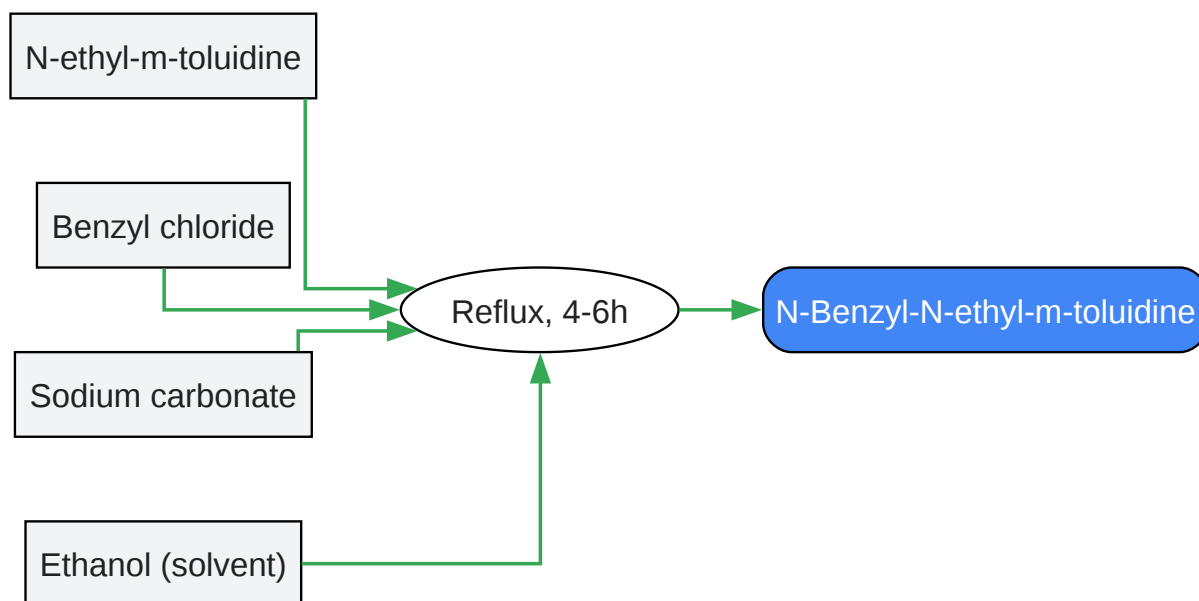 N-ethyl-m-toluidine
Benzyl chloride
Sodium carbonate
Ethanol (solvent)
Reflux, 4-6h
N-Benzyl-N-ethyl-m-toluidine